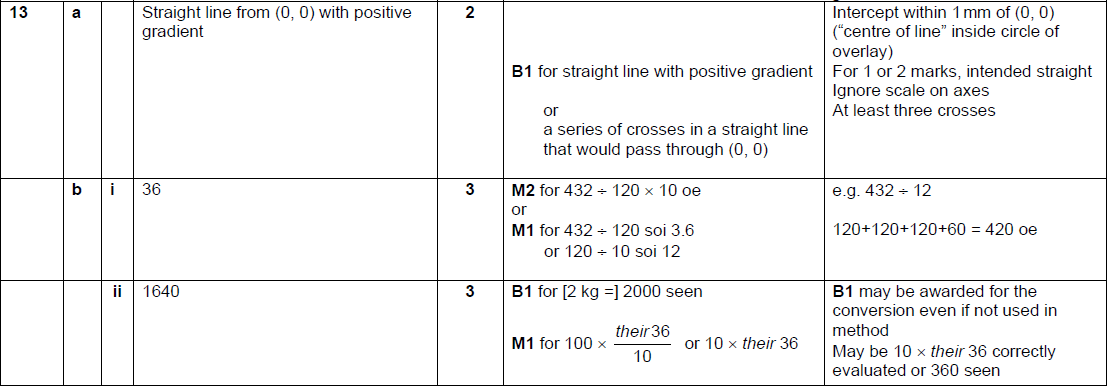 13 a Straight line from (0, 0) with positive gradient 2
B1 for straight line with positive gradient
or
a series of crosses in a straight line
that would pass through (0, 0)
Intercept within 1 mm of (0, 0)
(“centre of line” inside circle of
overlay)
For 1 or 2 marks, intended straight
Ignore scale on axes
At least three crosses
b i 36 3
M2 for 432 ÷ 120 × 10 oe
or
M1 for 432 ÷ 120 soi 3.6
or 120 ÷ 10 soi 12
e.g. 432 ÷ 12
120+120+120+60 = 420 oe
ii 1640 3
B1 for [2 kg =] 2000 seen
M1 for 100 × their 36 / 10 or 10 × their 36
B1 may be awarded for the
conversion even if not used in
method
May be 10 × their 36 correctly
evaluated or 360 seen